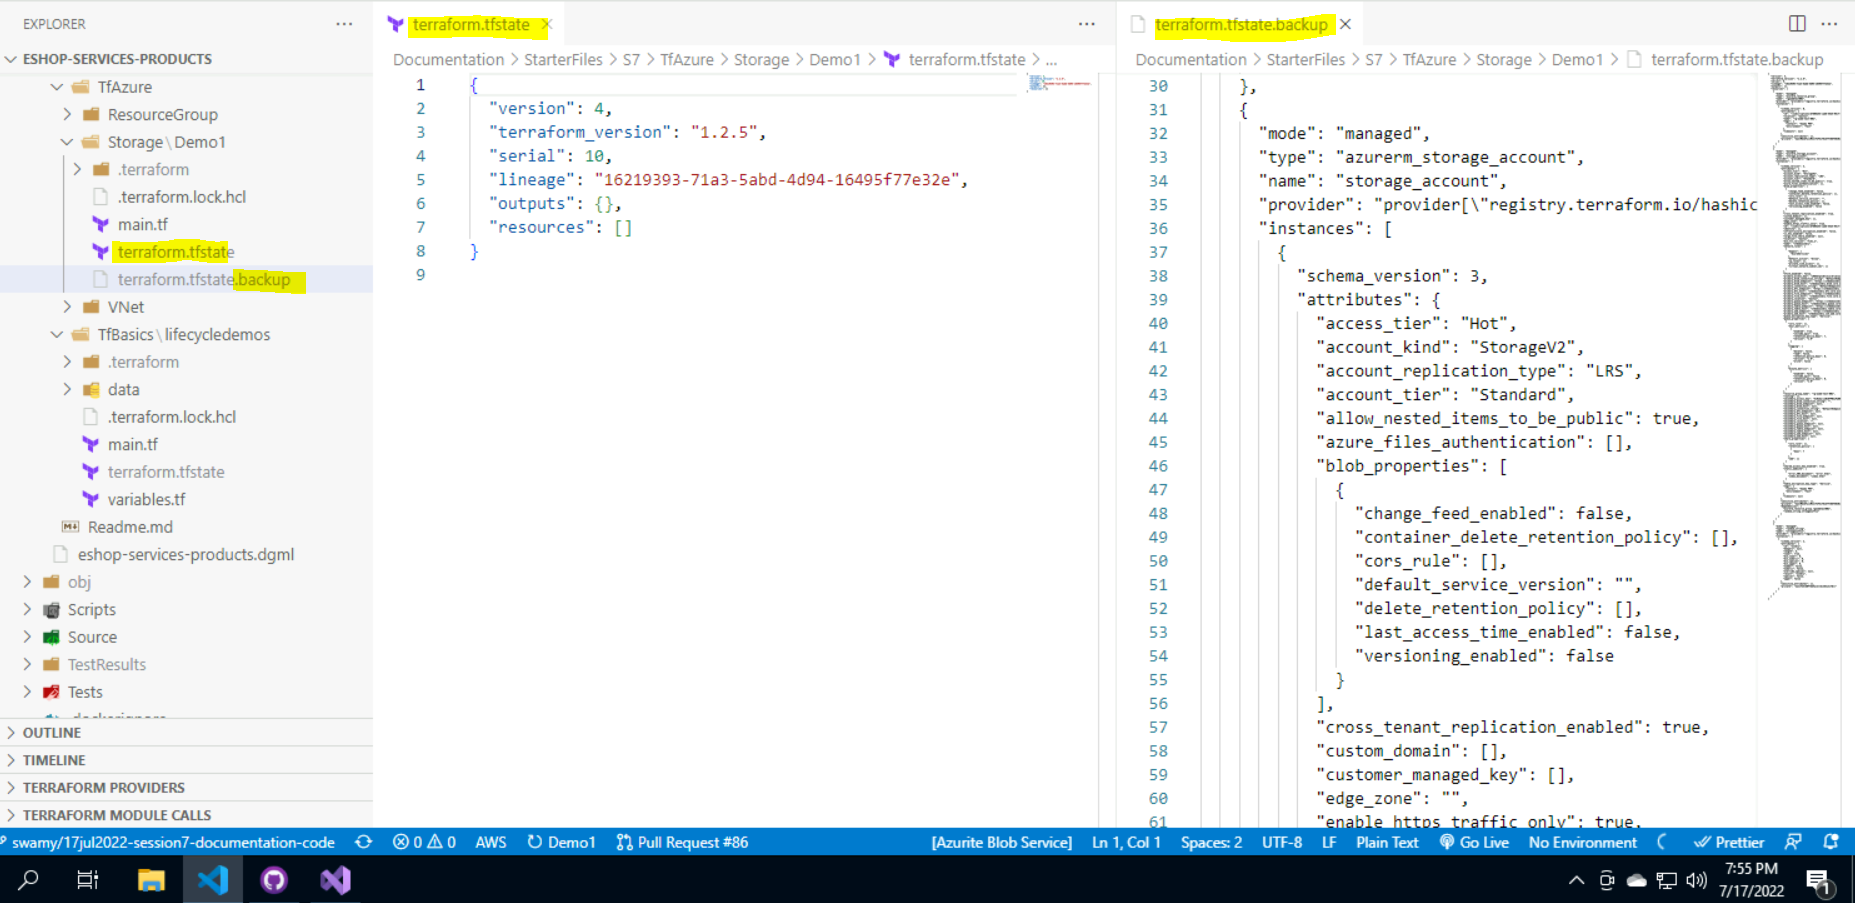 EXPLORER
ESHOP-SERVICES-PRODUCTS
TfAzure
ResourceGroup
Storage \ Demo1
.terraform
.terraform.lock.hcl
main.tf
terraform.tfstate
terraform.tfstate.backup
VNet
TfBasics \ lifecycledemos
.terraform
data
.terraform.lock.hcl
main.tf
terraform.tfstate
variables.tf
Readme.md
eshop-services-products.dgml
obj
Scripts
Source
TestResults
Tests
OUTLINE
TIMELINE
TERRAFORM PROVIDERS
TERRAFORM MODULE CALLS
terraform.tfstate
Documentation > StarterFiles > S7 > TfAzure > Storage > Demo1 > terraform.tfstate > ...
1 {
2 "version": 4,
3 "terraform_version": "1.2.5",
4 "serial": 10,
5 "lineage": "16219393-71a3-5abd-4d94-16495f77e32e",
6 "outputs": {},
7 "resources": []
8 }
9
terraform.tfstate.backup
Documentation > StarterFiles > S7 > TfAzure > Storage > Demo1 > terraform.tfstate.backup
30 },
31 {
32 "mode": "managed",
33 "type": "azurerm_storage_account",
34 "name": "storage_account",
35 "provider": "provider[\"registry.terraform.io/hashic
36 "instances": [
37 {
38 "schema_version": 3,
39 "attributes": {
40 "access_tier": "Hot",
41 "account_kind": "StorageV2",
42 "account_replication_type": "LRS",
43 "account_tier": "Standard",
44 "allow_nested_items_to_be_public": true,
45 "azure_files_authentication": [],
46 "blob_properties": [
47 {
48 "change_feed_enabled": false,
49 "container_delete_retention_policy": [],
50 "cors_rule": [],
51 "default_service_version": "",
52 "delete_retention_policy": [],
53 "last_access_time_enabled": false,
54 "versioning_enabled": false
55 }
56 ],
57 "cross_tenant_replication_enabled": true,
58 "custom_domain": [],
59 "customer_managed_key": [],
60 "edge_zone": "",
61 "enable_https_traffic_only": true,
swamy/17jul2022-session7-documentation-code 0 0 AWS Demo1 Pull Request #86 [Azurite Blob Service] Ln 1, Col 1 Spaces: 2 UTF-8 LF Plain Text Go Live No Environment Prettier
7:55 PM
7/17/2022
1